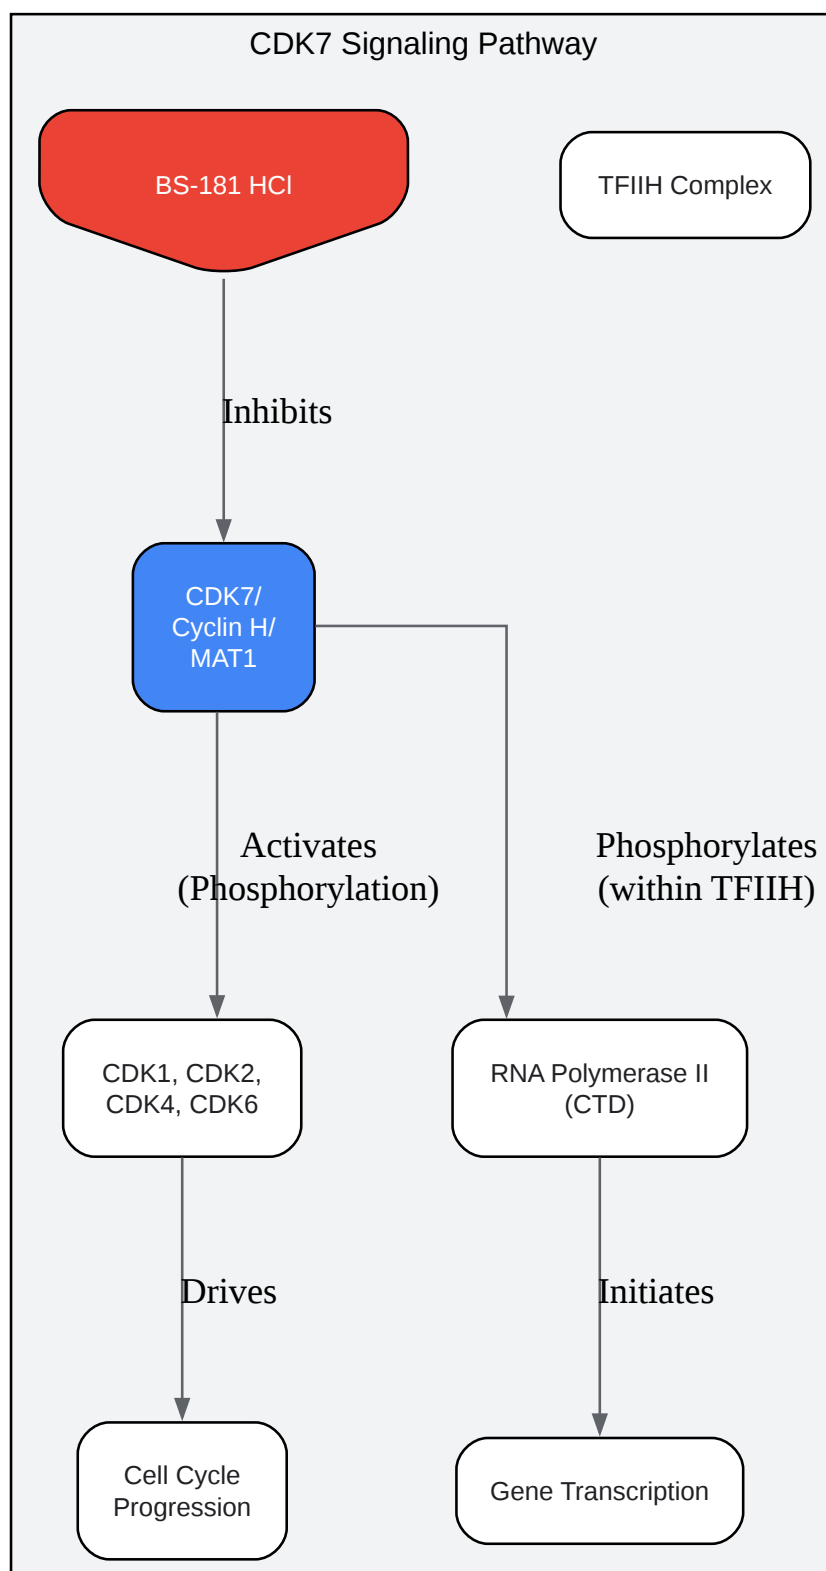 CDK7 Signaling Pathway
BS-181 HCl
TFIIH Complex
Inhibits
CDK7/
Cyclin H/
MAT1
Activates
(Phosphorylation)
Phosphorylates
(within TFIIH)
CDK1, CDK2,
CDK4, CDK6
RNA Polymerase II
(CTD)
Drives
Initiates
Cell Cycle
Progression
Gene Transcription